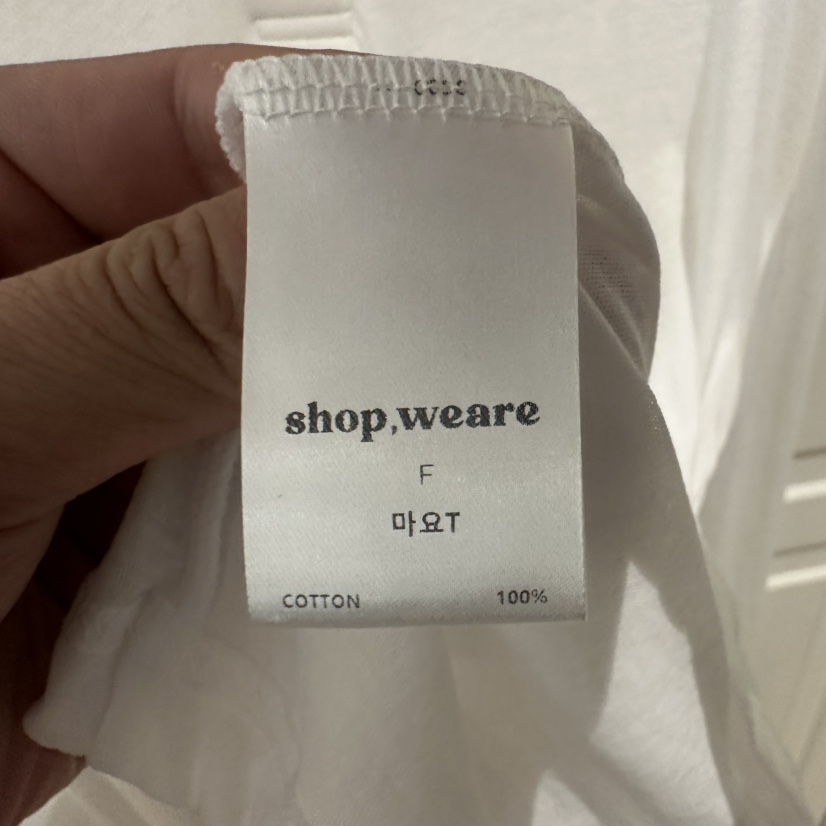 shop,weare
F
마요T
COTTON 100%